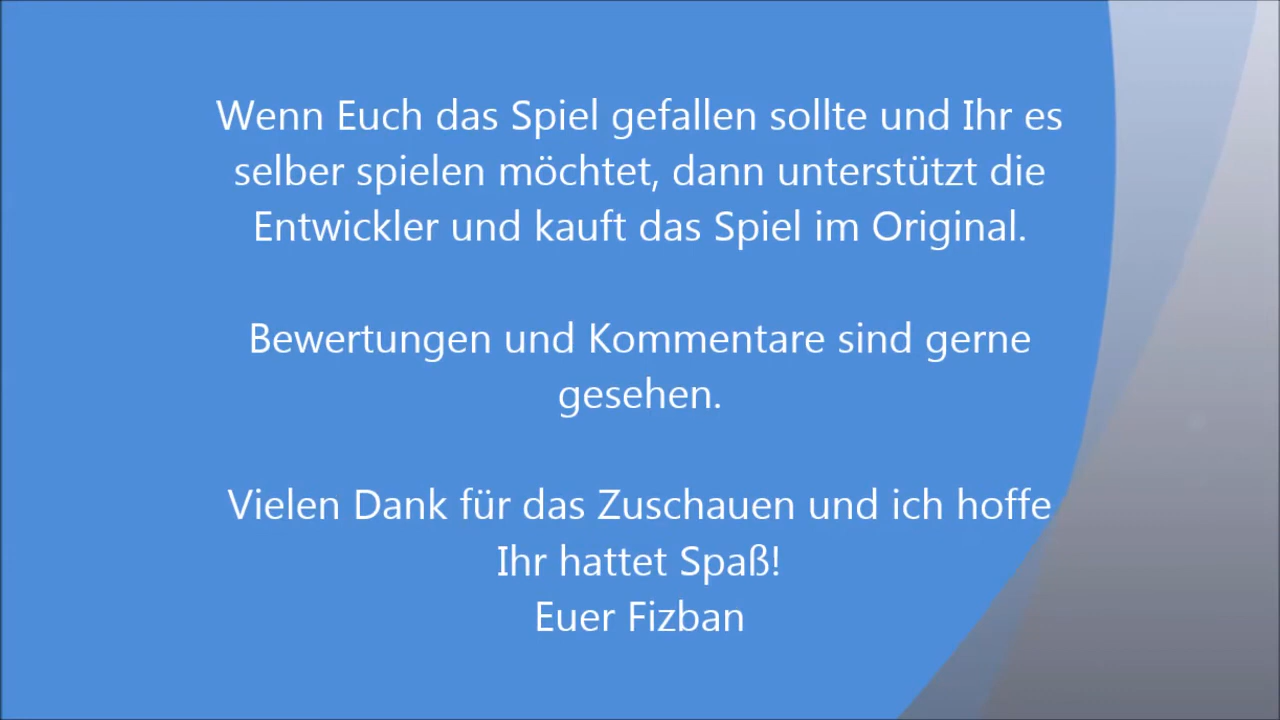 Wenn Euch das Spiel gefallen sollte und Ihr es
selber spielen möchtet, dann unterstützt die
Entwickler und kauft das Spiel im Original.
Bewertungen und Kommentare sind gerne
gesehen.
Vielen Dank für das Zuschauen und ich hoffe
Ihr hattet Spaß!
Euer Fizban